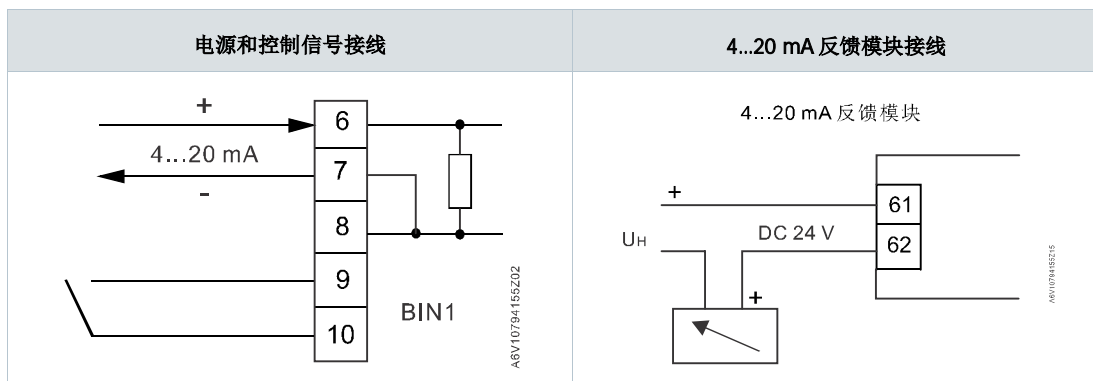 电源和控制信号接线
4...20 mA 反馈模块接线
+
4...20 mA
-
6
7
8
9
10
BIN1
A6V10794155Z02
4...20 mA 反馈模块
+
61
62
UH
DC 24 V
+
A6V10794155Z15